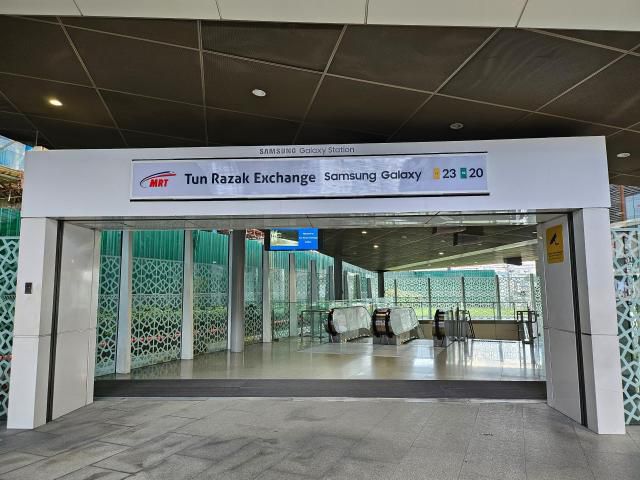 SAMSUNG Galaxy Station
MRT Tun Razak Exchange Samsung Galaxy 23 20